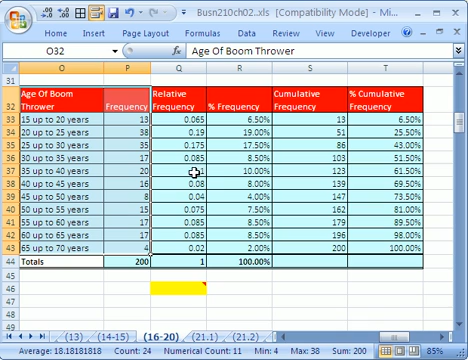 Busn210ch02...xls [Compatibility Mode] - Mi...
Home Insert Page Layout Formulas Data Review View Developer
O32 fx Age Of Boom Thrower
O P Q R S T
31
32 Age Of Boom Thrower Frequency Relative Frequency % Frequency Cumulative Frequency % Cumulative Frequency
33 15 up to 20 years 13 0.065 6.50% 13 6.50%
34 20 up to 25 years 38 0.19 19.00% 51 25.50%
35 25 up to 30 years 35 0.175 17.50% 86 43.00%
36 30 up to 35 years 17 0.085 8.50% 103 51.50%
37 35 up to 40 years 20 1 10.00% 123 61.50%
38 40 up to 45 years 16 0.08 8.00% 139 69.50%
39 45 up to 50 years 8 0.04 4.00% 147 73.50%
40 50 up to 55 years 15 0.075 7.50% 162 81.00%
41 55 up to 60 years 17 0.085 8.50% 179 89.50%
42 60 up to 65 years 17 0.085 8.50% 196 98.00%
43 65 up to 70 years 4 0.02 2.00% 200 100.00%
44 Totals 200 1 100.00%
45
46
47
48
49
(13) (14-15) (16-20) (21.1) (21.2)
Average: 18.18181818 Count: 24 Numerical Count: 11 Min: 4 Max: 38 Sum: 200 85%